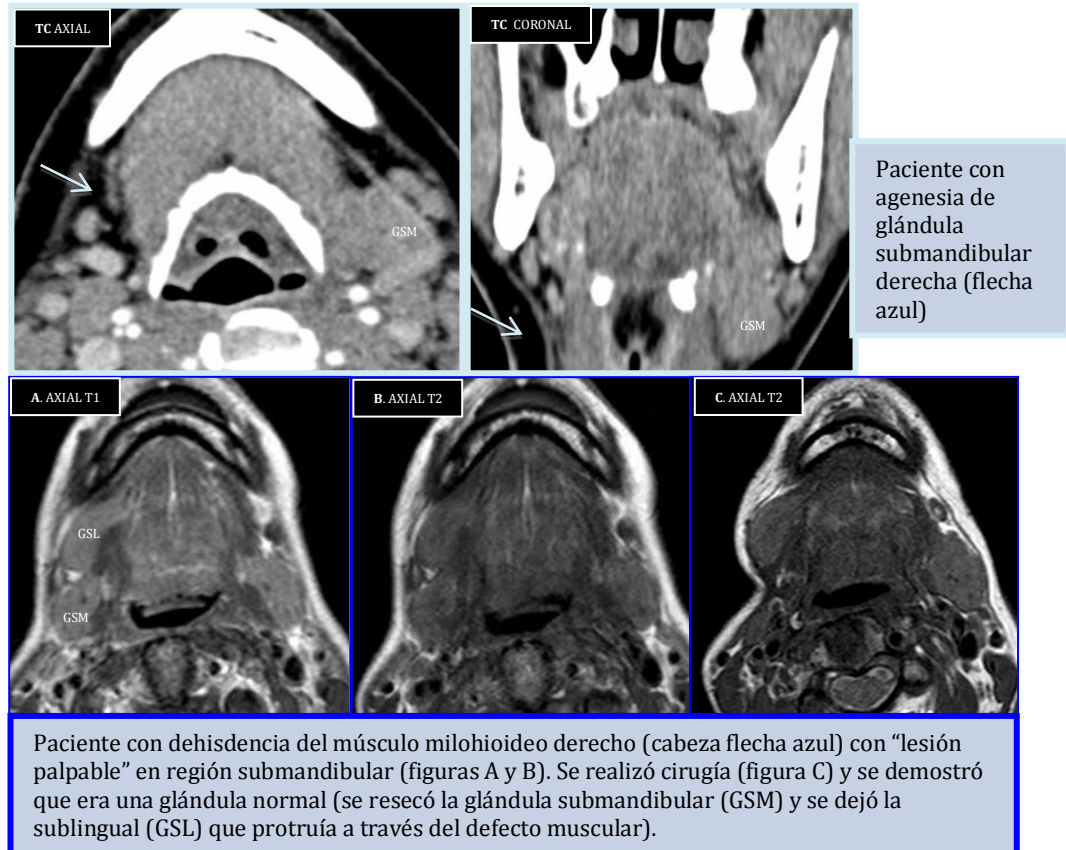 TC AXIAL
GSM
TC CORONAL
GSM
Paciente con
agenesia de
glándula
submandibular
derecha (flecha
azul)
A. AXIAL T1
GSL
GSM
B. AXIAL T2
C. AXIAL T2
Paciente con dehisdencia del músculo milohioideo derecho (cabeza flecha azul) con “lesión
palpable” en región submandibular (figuras A y B). Se realizó cirugía (figura C) y se demostró
que era una glándula normal (se resecó la glándula submandibular (GSM) y se dejó la
sublingual (GSL) que protruía a través del defecto muscular).